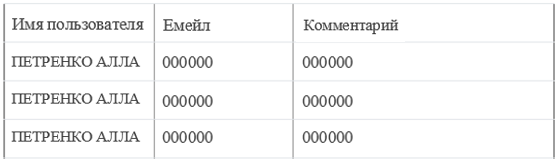 Имя пользователя Емейл Комментарий
ПЕТРЕНКО АЛЛА 000000 000000
ПЕТРЕНКО АЛЛА 000000 000000
ПЕТРЕНКО АЛЛА 000000 000000